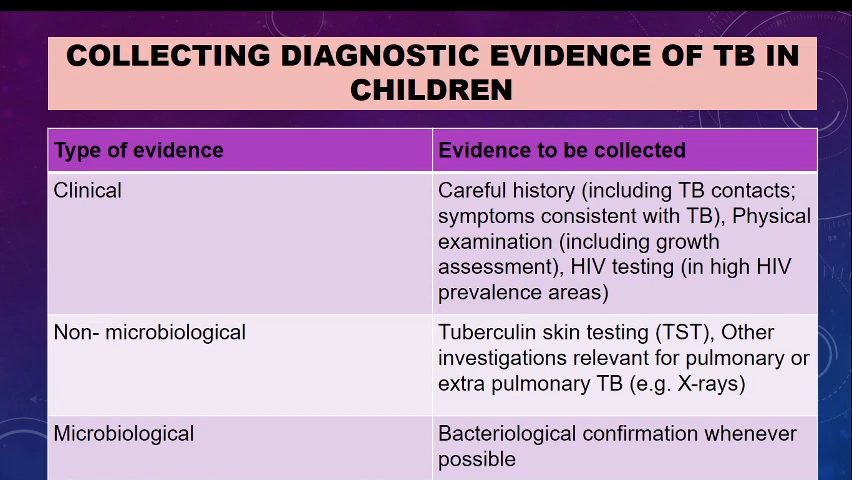 COLLECTING DIAGNOSTIC EVIDENCE OF TB IN
CHILDREN
Type of evidence
Evidence to be collected
Clinical
Careful history (including TB contacts;
symptoms consistent with TB), Physical
examination (including growth
assessment), HIV testing (in high HIV
prevalence areas)
Non- microbiological
Tuberculin skin testing (TST), Other
investigations relevant for pulmonary or
extra pulmonary TB (e.g. X-rays)
Microbiological
Bacteriological confirmation whenever
possible